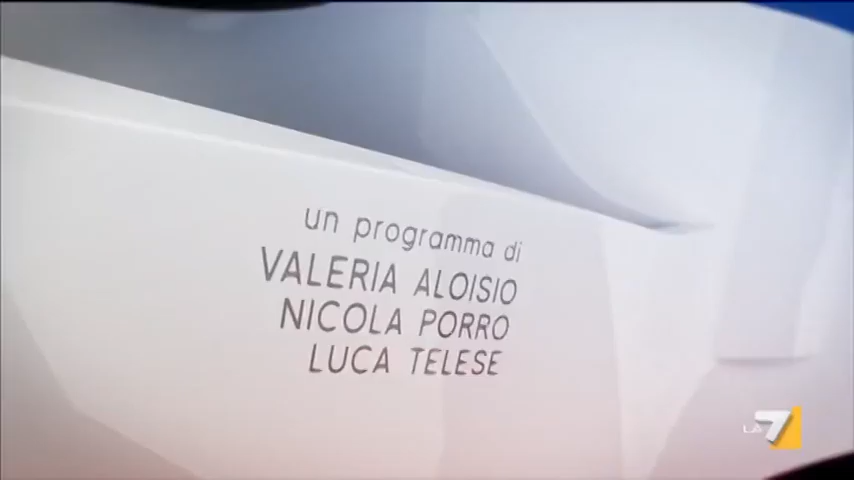 un programma di
VALERIA ALOISIO
NICOLA PORRO
LUCA TELESE
LA7